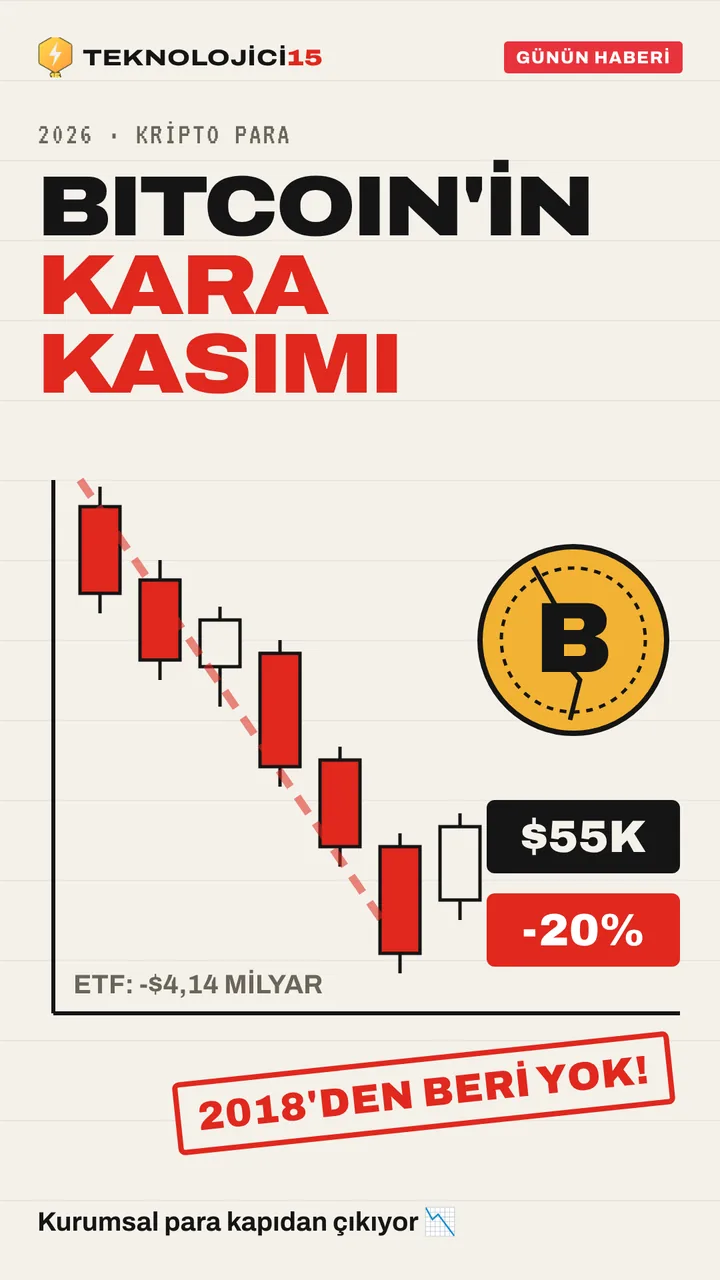 TEKNOLOJİCİ15
GÜNÜN HABERİ
2026 · KRİPTO PARA
BITCOIN'İN
KARA
KASIMI
B
$55K
-20%
ETF: -$4,14 MİLYAR
2018'DEN BERİ YOK!
Kurumsal para kapıdan çıkıyor 📉